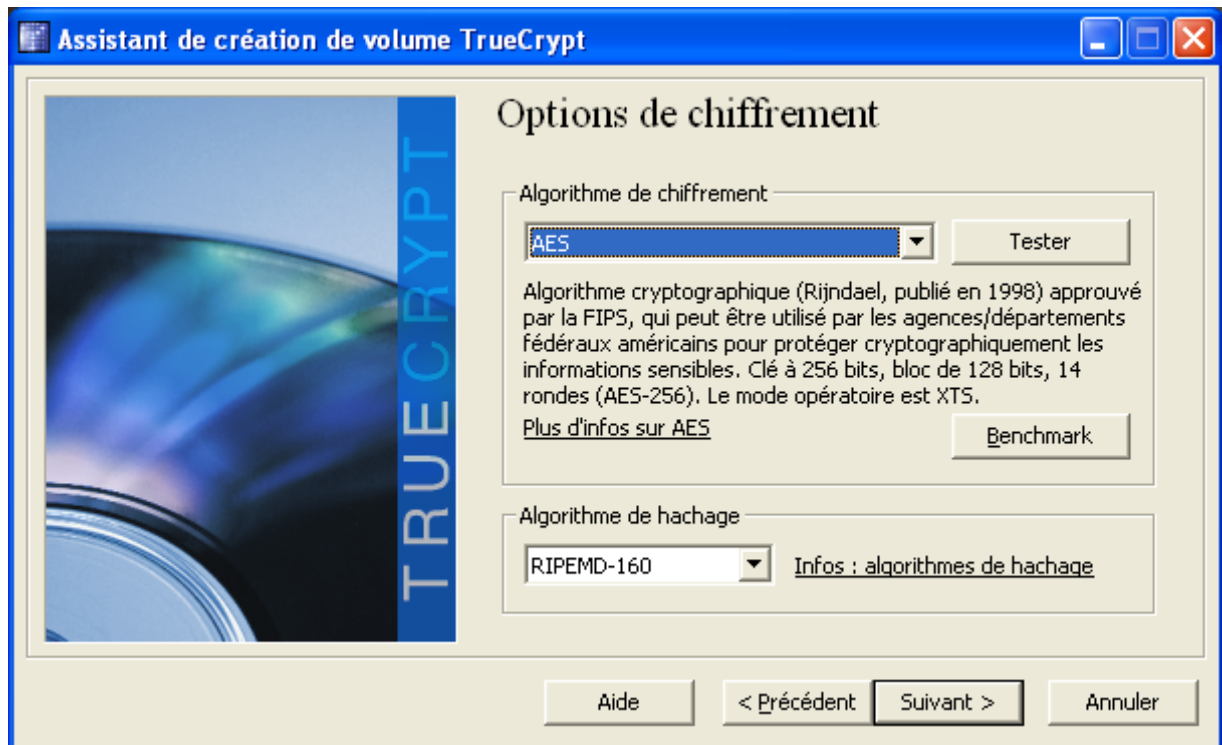 Assistant de création de volume TrueCrypt
TRUECRYPT
Options de chiffrement
Algorithme de chiffrement
AES
Tester
Algorithme cryptographique (Rijndael, publié en 1998) approuvé
par la FIPS, qui peut être utilisé par les agences/départements
fédéraux américains pour protéger cryptographiquement les
informations sensibles. Clé à 256 bits, bloc de 128 bits, 14
rondes (AES-256). Le mode opératoire est XTS.
Plus d'infos sur AES
Benchmark
Algorithme de hachage
RIPEMD-160
Infos : algorithmes de hachage
Aide
< Précédent
Suivant >
Annuler